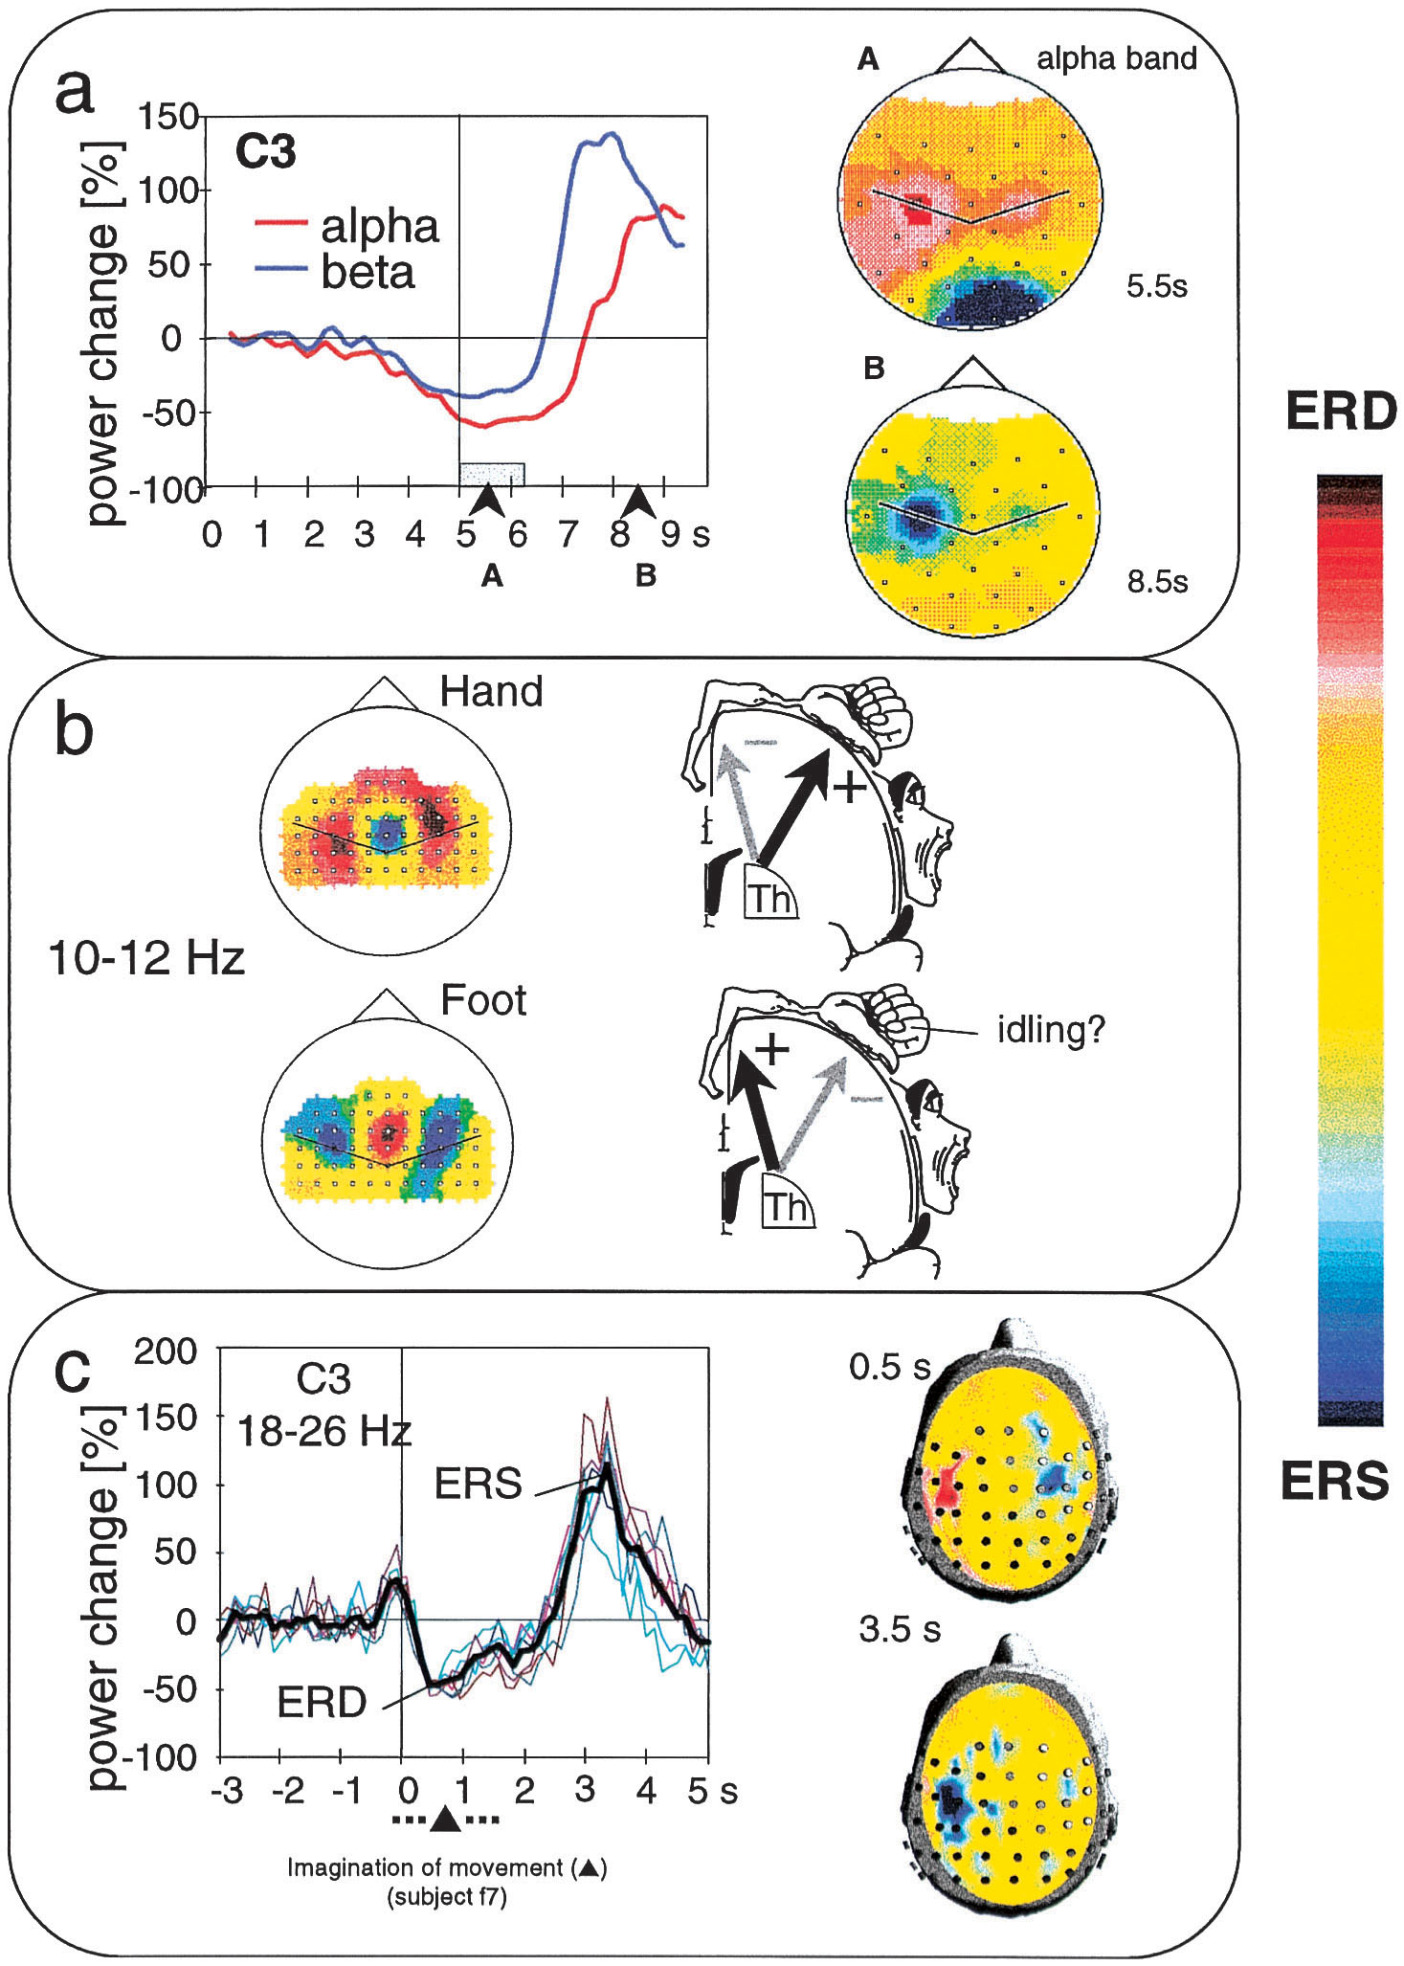 a
150
100
50
0
-50
-100
power change [%]
C3
alpha
beta
0 1 2 3 4 5 6 7 8 9 s
A B
A alpha band
5.5s
B
8.5s
ERD
ERS
b
Hand
10-12 Hz
Foot
+
Th
+
Th
idling?
c
200
150
100
50
0
-50
-100
power change [%]
C3
18-26 Hz
ERS
ERD
-3 -2 -1 0 1 2 3 4 5 s
Imagination of movement (▲)
(subject f7)
0.5 s
3.5 s